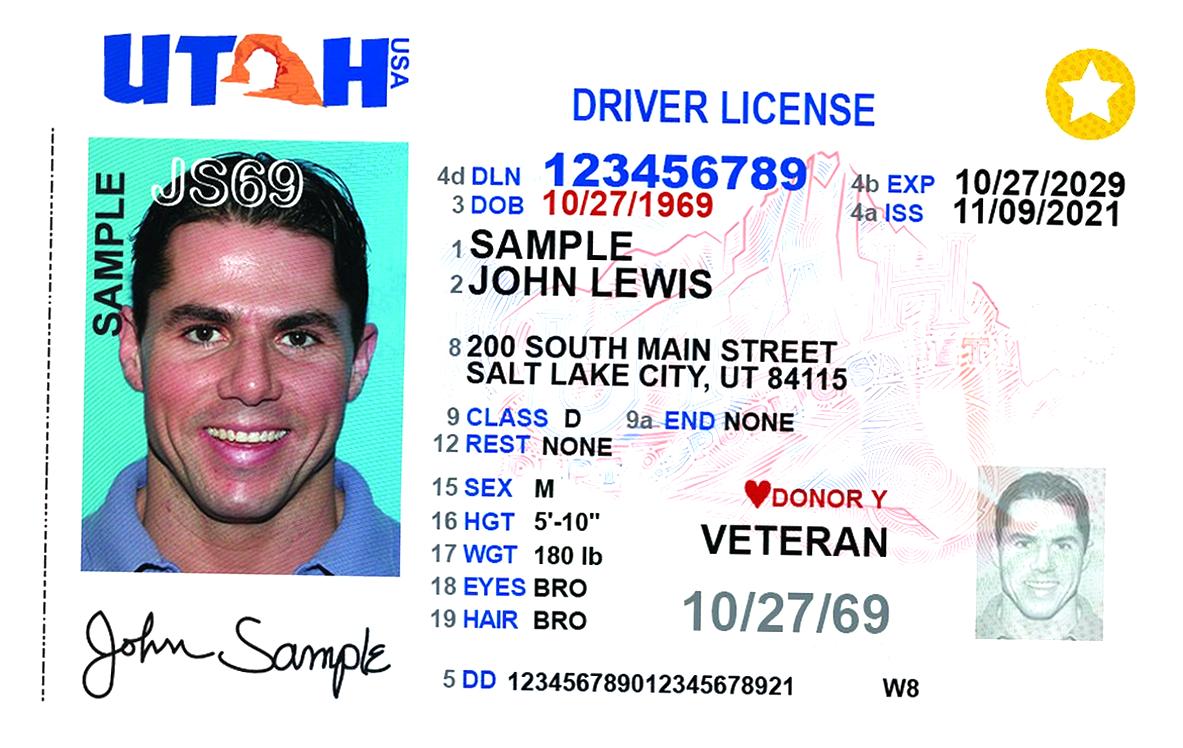 UTAH USA
DRIVER LICENSE
SAMPLE
JS69
4d DLN 123456789
3 DOB 10/27/1969
4b EXP 10/27/2029
4a ISS 11/09/2021
1 SAMPLE
2 JOHN LEWIS
8 200 SOUTH MAIN STREET
SALT LAKE CITY, UT 84115
9 CLASS D 9a END NONE
12 REST NONE
15 SEX M
16 HGT 5'-10"
17 WGT 180 lb
18 EYES BRO
19 HAIR BRO
♥DONOR Y
VETERAN
10/27/69
John Sample
5 DD 123456789012345678921
W8